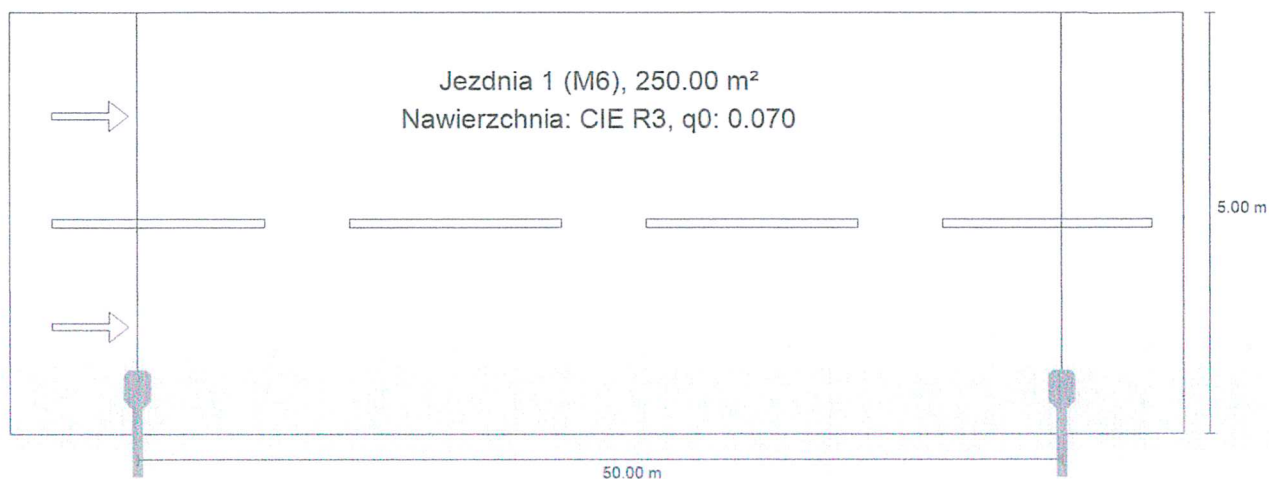 Jezdnia 1 (M6), 250.00 m²
Nawierzchnia: CIE R3, q0: 0.070
5.00 m
50.00 m